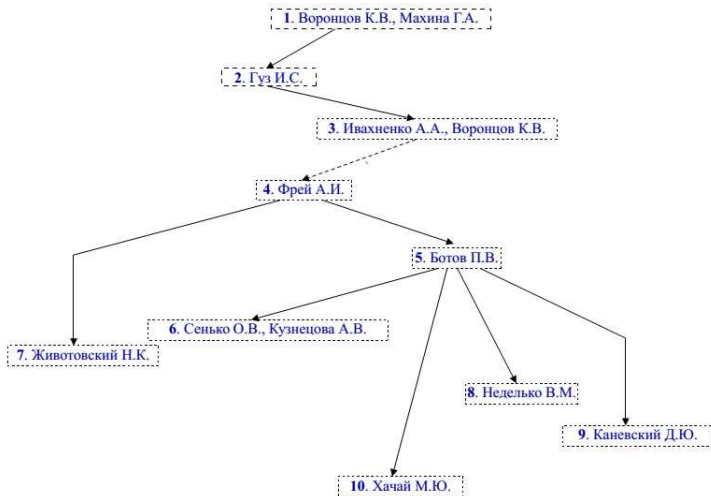 1. Воронцов К.В., Махина Г.А.
2. Гуз И.С.
3. Ивахненко А.А., Воронцов К.В.
4. Фрей А.И.
5. Ботов П.В.
6. Сенько О.В., Кузнецова А.В.
7. Животовский Н.К.
8. Неделько В.М.
9. Каневский Д.Ю.
10. Хачай М.Ю.